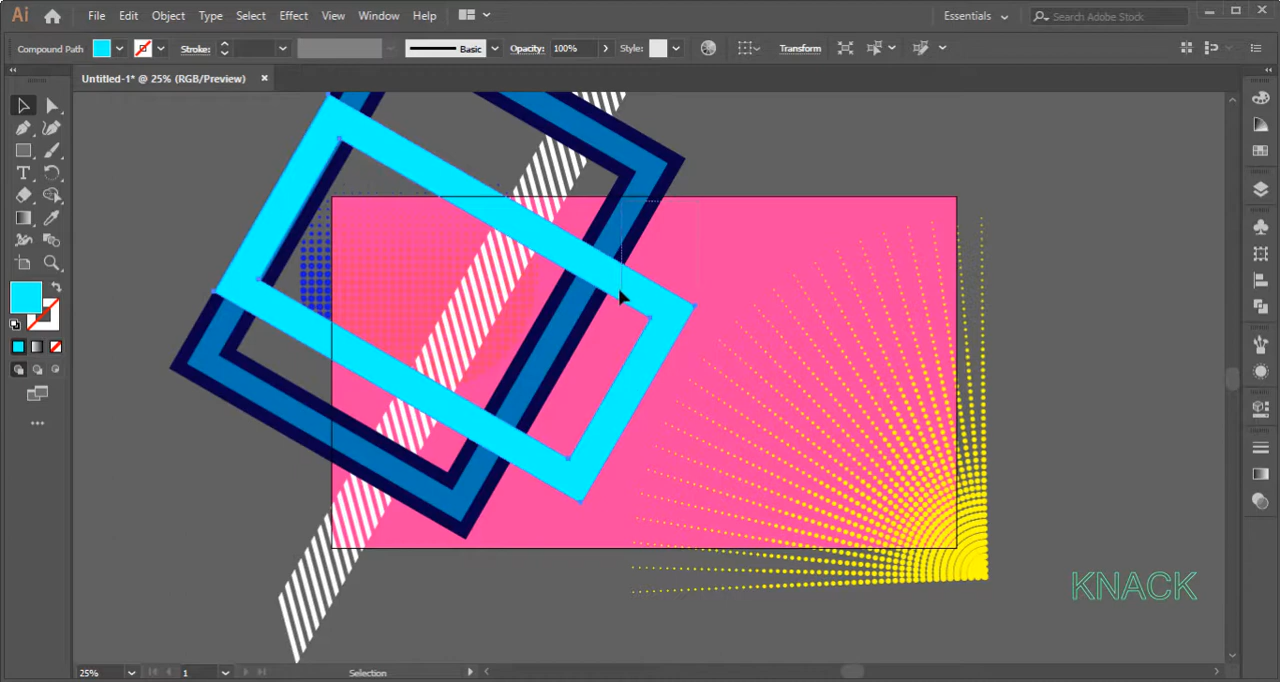 Ai File Edit Object Type Select Effect View Window Help Essentials Search Adobe Stock
Compound Path Stroke: Basic Opacity: 100% Style: Transform
Untitled-1* @ 25% (RGB/Preview)
KNACK
25% 1 Selection